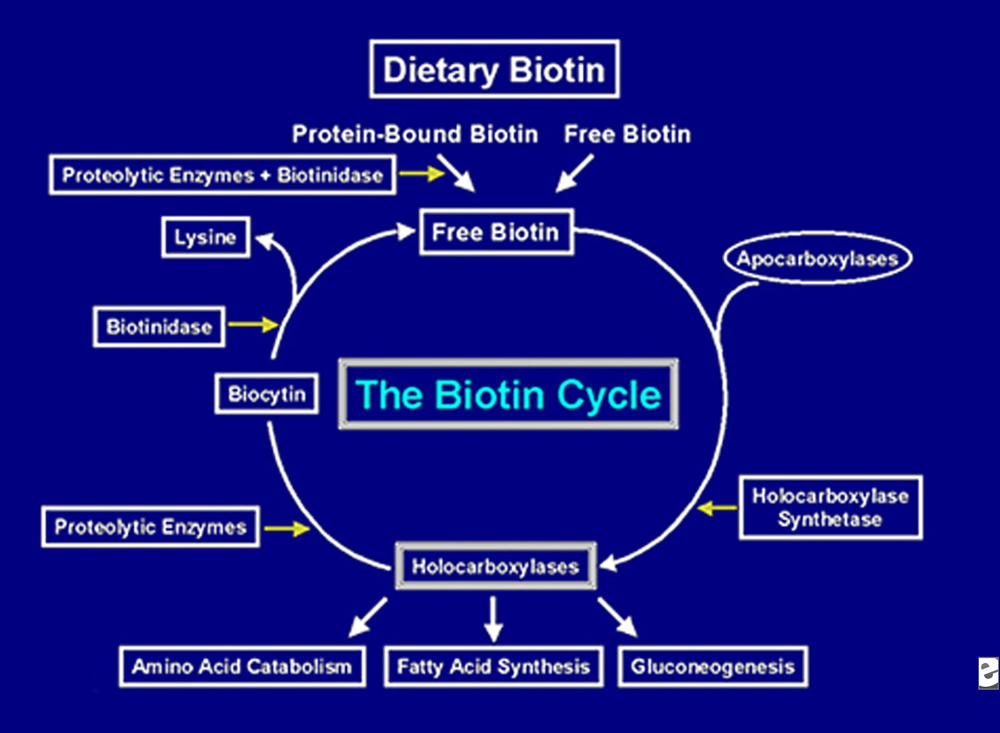 Dietary Biotin
Protein-Bound Biotin
Free Biotin
Proteolytic Enzymes + Biotinidase
Lysine
Free Biotin
Apocarboxylases
Biotinidase
Biocytin
The Biotin Cycle
Proteolytic Enzymes
Holocarboxylase
Synthetase
Holocarboxylases
Amino Acid Catabolism
Fatty Acid Synthesis
Gluconeogenesis
e